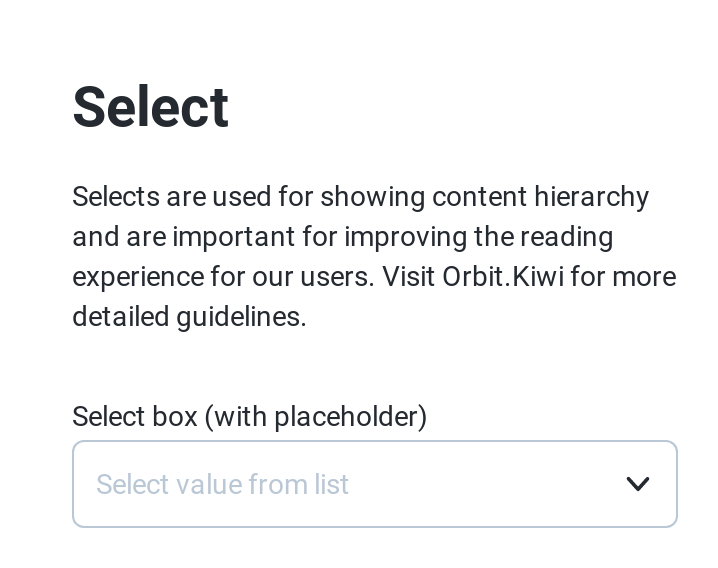 Select
Selects are used for showing content hierarchy
and are important for improving the reading
experience for our users. Visit Orbit.Kiwi for more
detailed guidelines.
Select box (with placeholder)
Select value from list